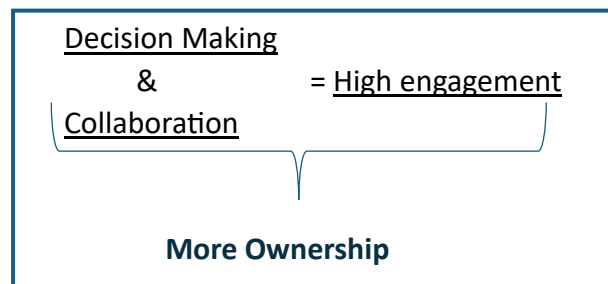 Decision Making
& = High engagement
Collaboration
More Ownership